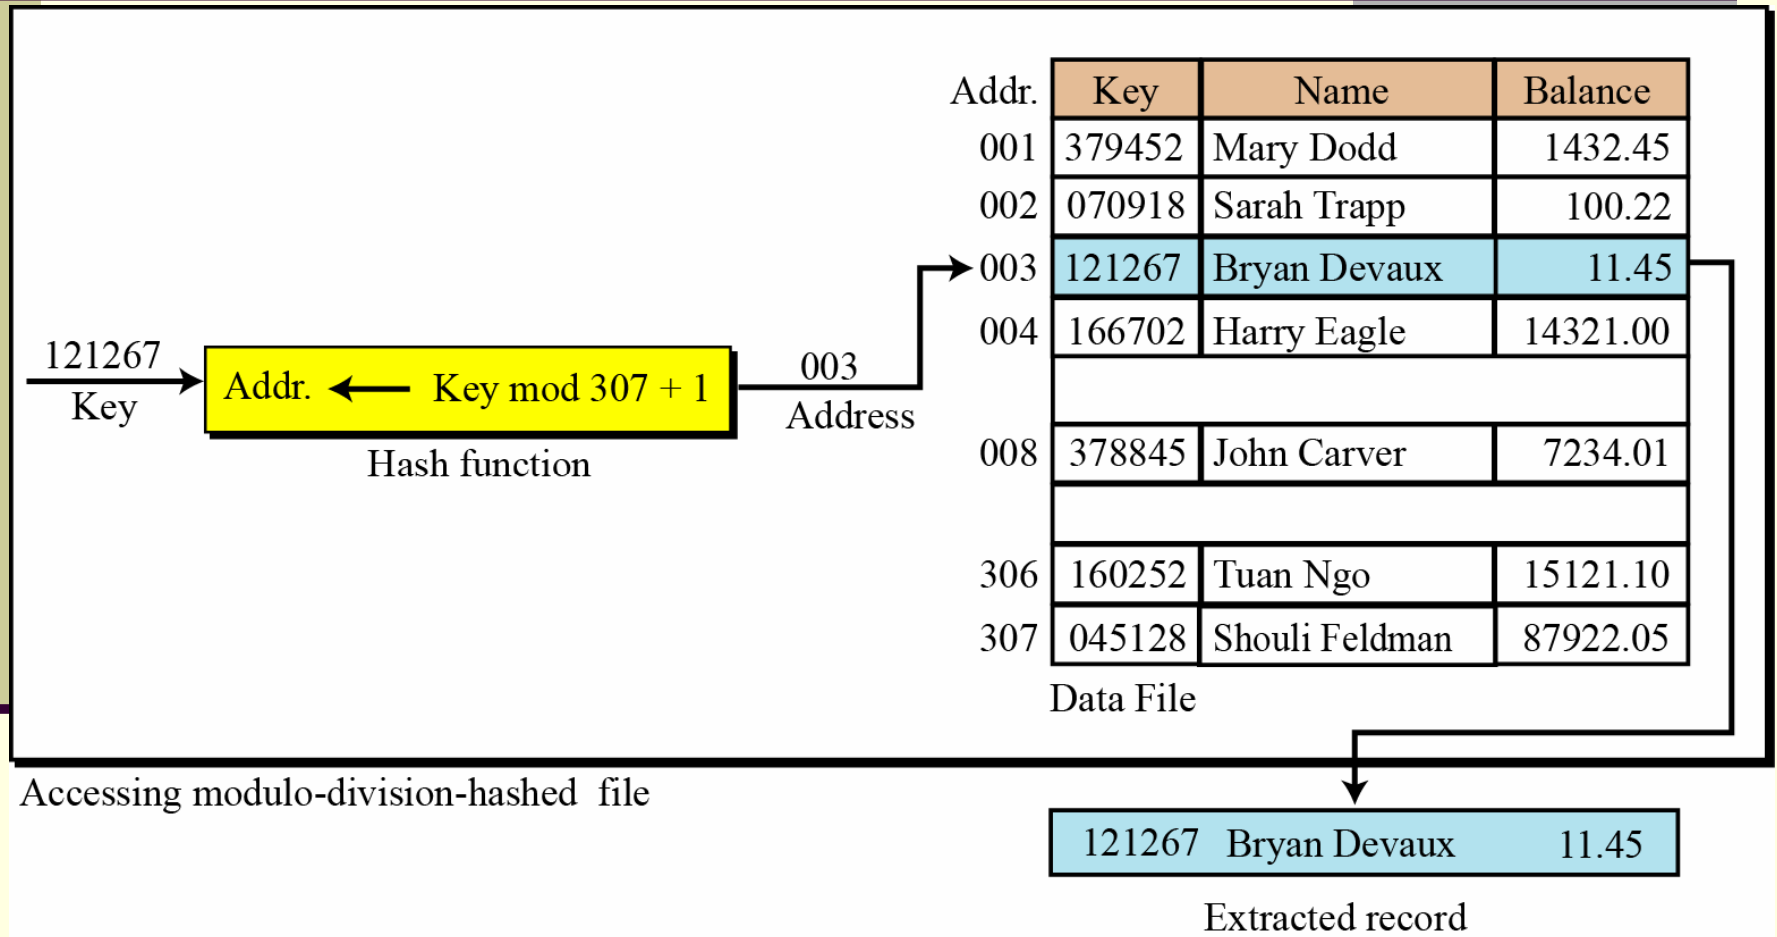 Addr. Key Name Balance
001 379452 Mary Dodd 1432.45
002 070918 Sarah Trapp 100.22
003 121267 Bryan Devaux 11.45
004 166702 Harry Eagle 14321.00
008 378845 John Carver 7234.01
306 160252 Tuan Ngo 15121.10
307 045128 Shouli Feldman 87922.05
Data File
121267
Key
Addr. ← Key mod 307 + 1
Hash function
003
Address
Accessing modulo-division-hashed file
121267 Bryan Devaux 11.45
Extracted record